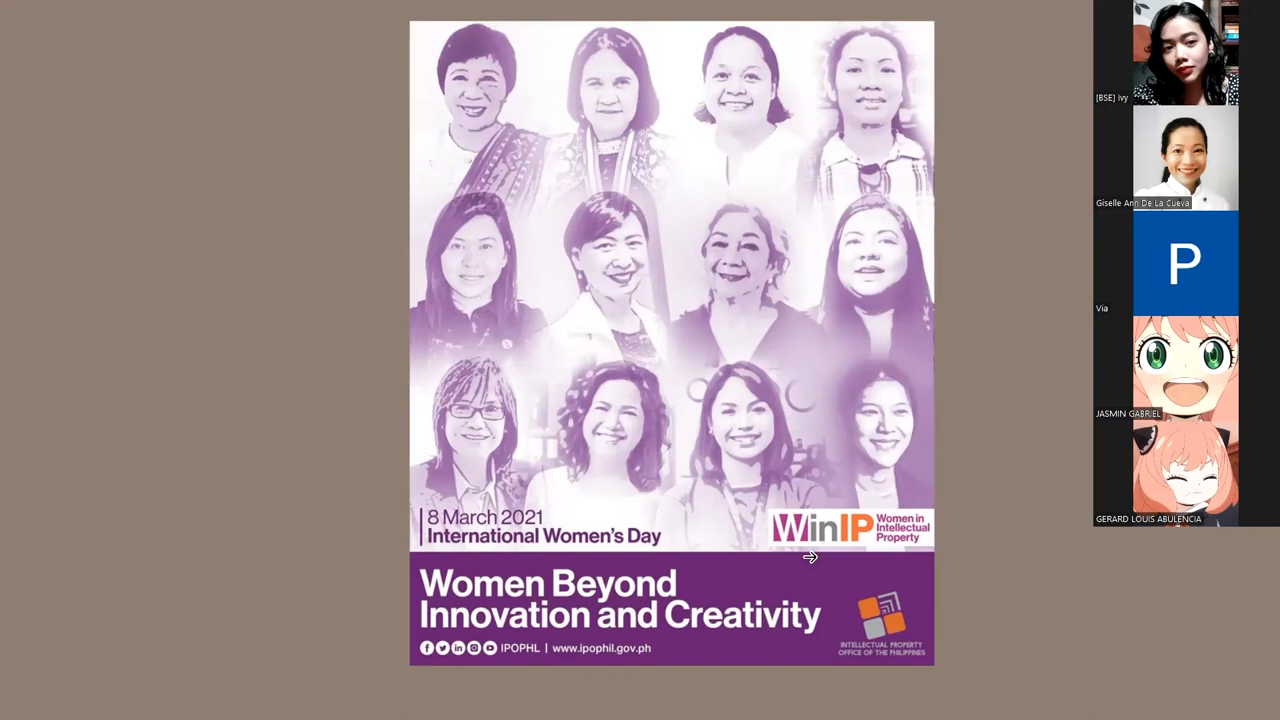 8 March 2021
International Women's Day
WinIP
Women in
Intellectual
Property
Women Beyond
Innovation and Creativity
IPOPHL | www.ipophil.gov.ph
INTELLECTUAL PROPERTY
OFFICE OF THE PHILIPPINES
[BSE] Ivy
Giselle Ann De La Cueva
P
Via
JASMIN GABRIEL
GERARD LOUIS ABULENCIA